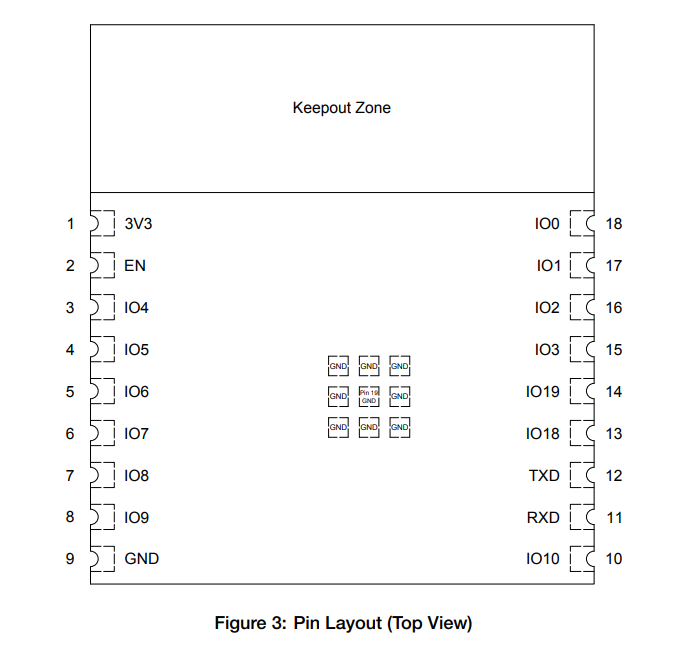 Keepout Zone
1 3V3 IO0 18
2 EN IO1 17
3 IO4 IO2 16
4 IO5 IO3 15
GND GND GND
5 IO6 GND Pin 19 GND GND IO19 14
6 IO7 GND GND GND IO18 13
7 IO8 TXD 12
8 IO9 RXD 11
9 GND IO10 10
Figure 3: Pin Layout (Top View)